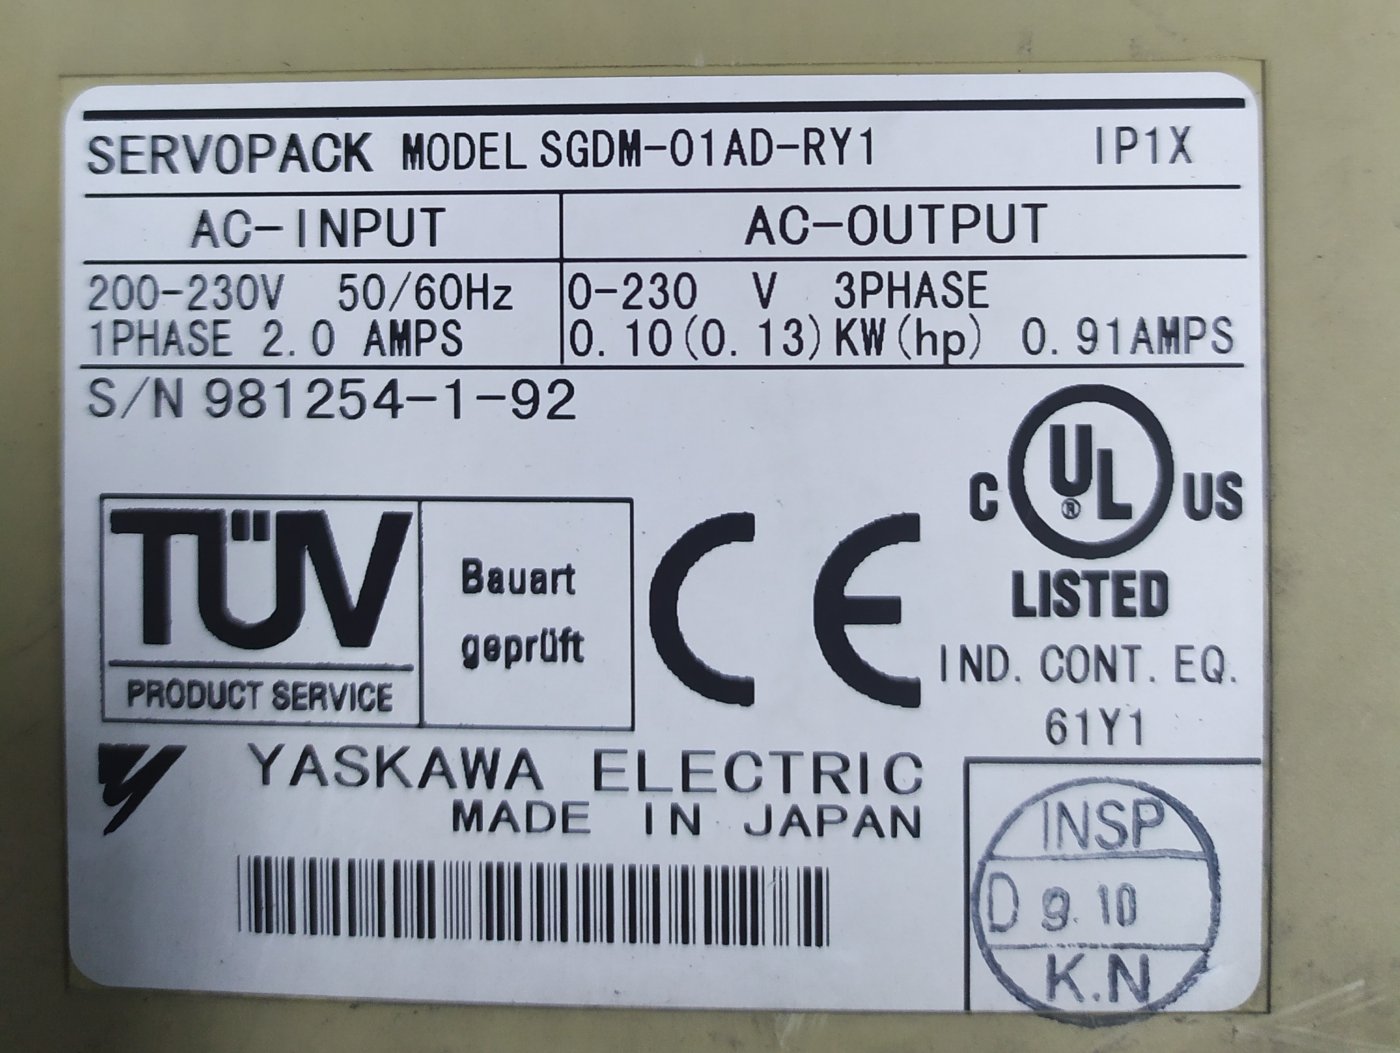 SERVOPACK MODEL SGDM-01AD-RY1 IP1X
AC-INPUT AC-OUTPUT
200-230V 50/60Hz 0-230 V 3PHASE
1PHASE 2.0 AMPS 0.10(0.13)KW(hp) 0.91AMPS
S/N 981254-1-92
C UL® US
LISTED
IND. CONT. EQ.
61Y1
TÜV
PRODUCT SERVICE
Bauart
geprüft
CE
YASKAWA ELECTRIC
MADE IN JAPAN
INSP
D 9.10
K.N